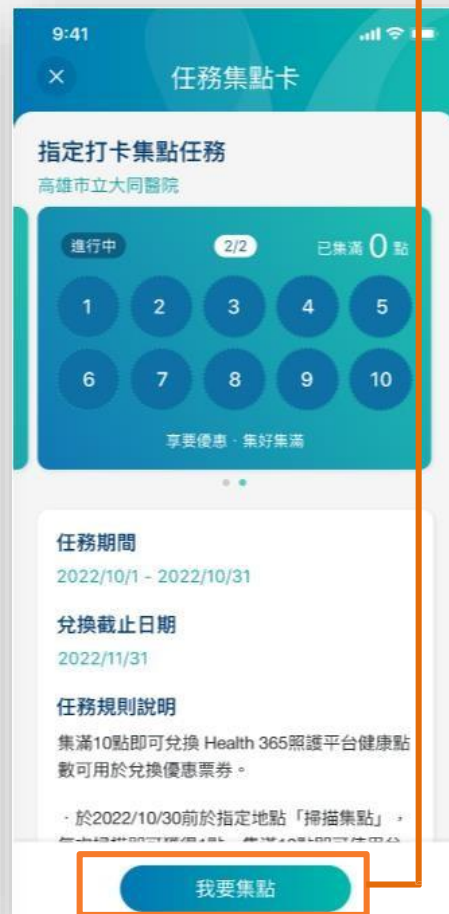 9:41
任務集點卡
指定打卡集點任務
高雄市立大同醫院
進行中 2/2 已集滿 0 點
1 2 3 4 5
6 7 8 9 10
享要優惠・集好集滿
任務期間
2022/10/1 - 2022/10/31
兌換截止日期
2022/11/31
任務規則說明
集滿10點即可兌換 Health 365照護平台健康點
數可用於兌換優惠票券。
・於2022/10/30前於指定地點「掃描集點」，
我要集點